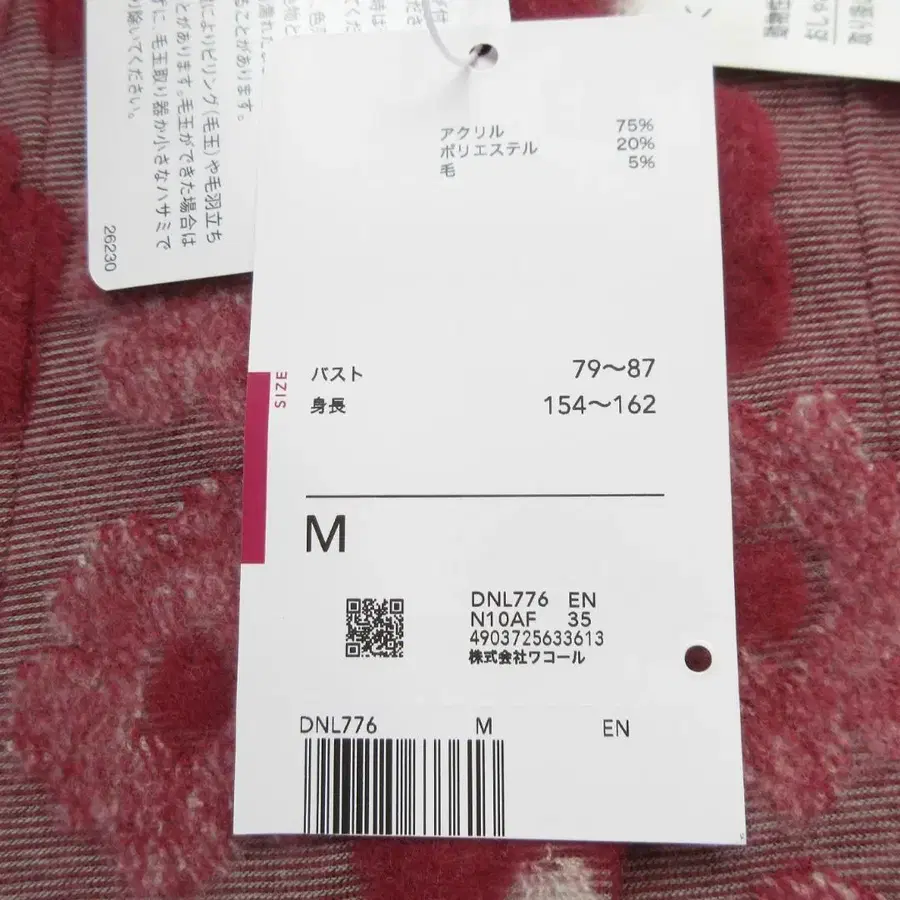 アクリル 75%
ポリエステル 20%
毛 5%
SIZE
バスト 79～87
身長 154～162
M
DNL776 EN
N10AF 35
4903725633613
株式会社ワコール
DNL776 M EN
ることがあります。
によりピリング(毛玉)や毛羽立ち
とがあります。毛玉ができた場合は
ずに、毛玉取り器か小さなハサミで
り除いてください。
26230